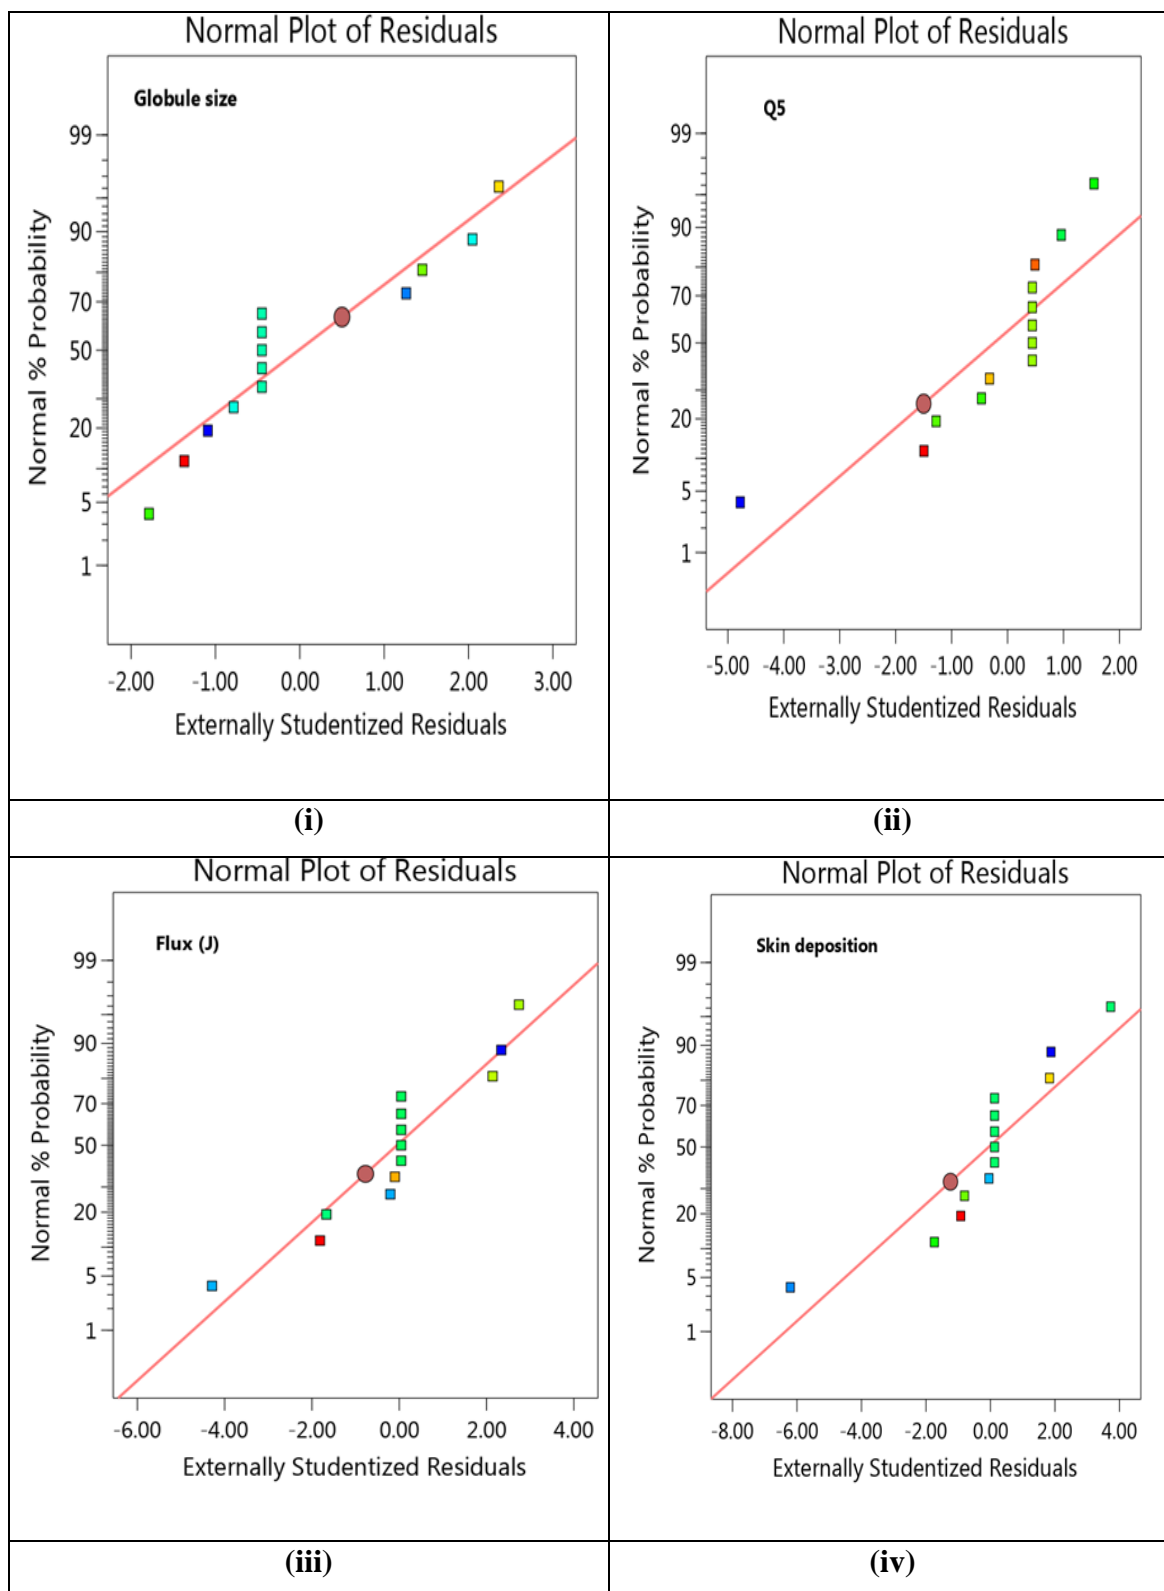 Normal Plot of Residuals
Globule size
Normal % Probability
99
90
70
50
20
5
1
-2.00 -1.00 0.00 1.00 2.00 3.00
Externally Studentized Residuals
(i)
Normal Plot of Residuals
Q5
Normal % Probability
99
90
70
50
20
5
1
-5.00 -4.00 -3.00 -2.00 -1.00 0.00 1.00 2.00
Externally Studentized Residuals
(ii)
Normal Plot of Residuals
Flux (J)
Normal % Probability
99
90
70
50
20
5
1
-6.00 -4.00 -2.00 0.00 2.00 4.00
Externally Studentized Residuals
(iii)
Normal Plot of Residuals
Skin deposition
Normal % Probability
99
90
70
50
20
5
1
-8.00 -6.00 -4.00 -2.00 0.00 2.00 4.00
Externally Studentized Residuals
(iv)